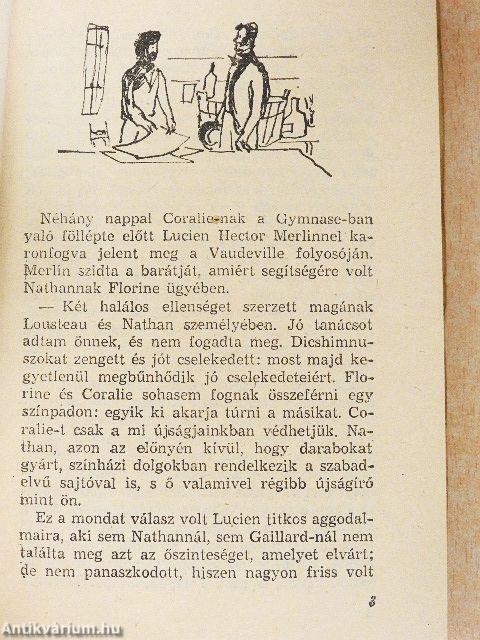 Néhány nappal Coralie-nak a Gymnase-ban
való föllépte előtt Lucien Hector Merlinnel ka-
ronfogva jelent meg a Vaudeville folyosóján.
Merlin szidta a barátját, amiért segítségére volt
Nathannak Florine ügyében.
— Két halálos ellenséget szerzett magának
Lousteau és Nathan személyében. Jó tanácsot
adtam önnek, és nem fogadta meg. Dicshimnu-
szokat zengett és jót cselekedett: most majd ke-
gyetlenül megbűnhődik jó cselekedeteiért. Flo-
rine és Coralie sohasem fognak összeférni egy
színpadon: egyik ki akarja túrni a másikat. Co-
ralie-t csak a mi újságjainkban védhetjük. Na-
than, azon az előnyén kívül, hogy darabokat
gyárt, színházi dolgokban rendelkezik a szabad-
elvű sajtóval is, s ő valamivel régibb újságíró
mint ön.
Ez a mondat válasz volt Lucien titkos aggodal-
maira, aki sem Nathannál, sem Gaillard-nál nem
találta meg azt az őszinteséget, amelyet elvárt;
de nem panaszkodott, hiszen nagyon friss volt
3
Antikvárium.hu